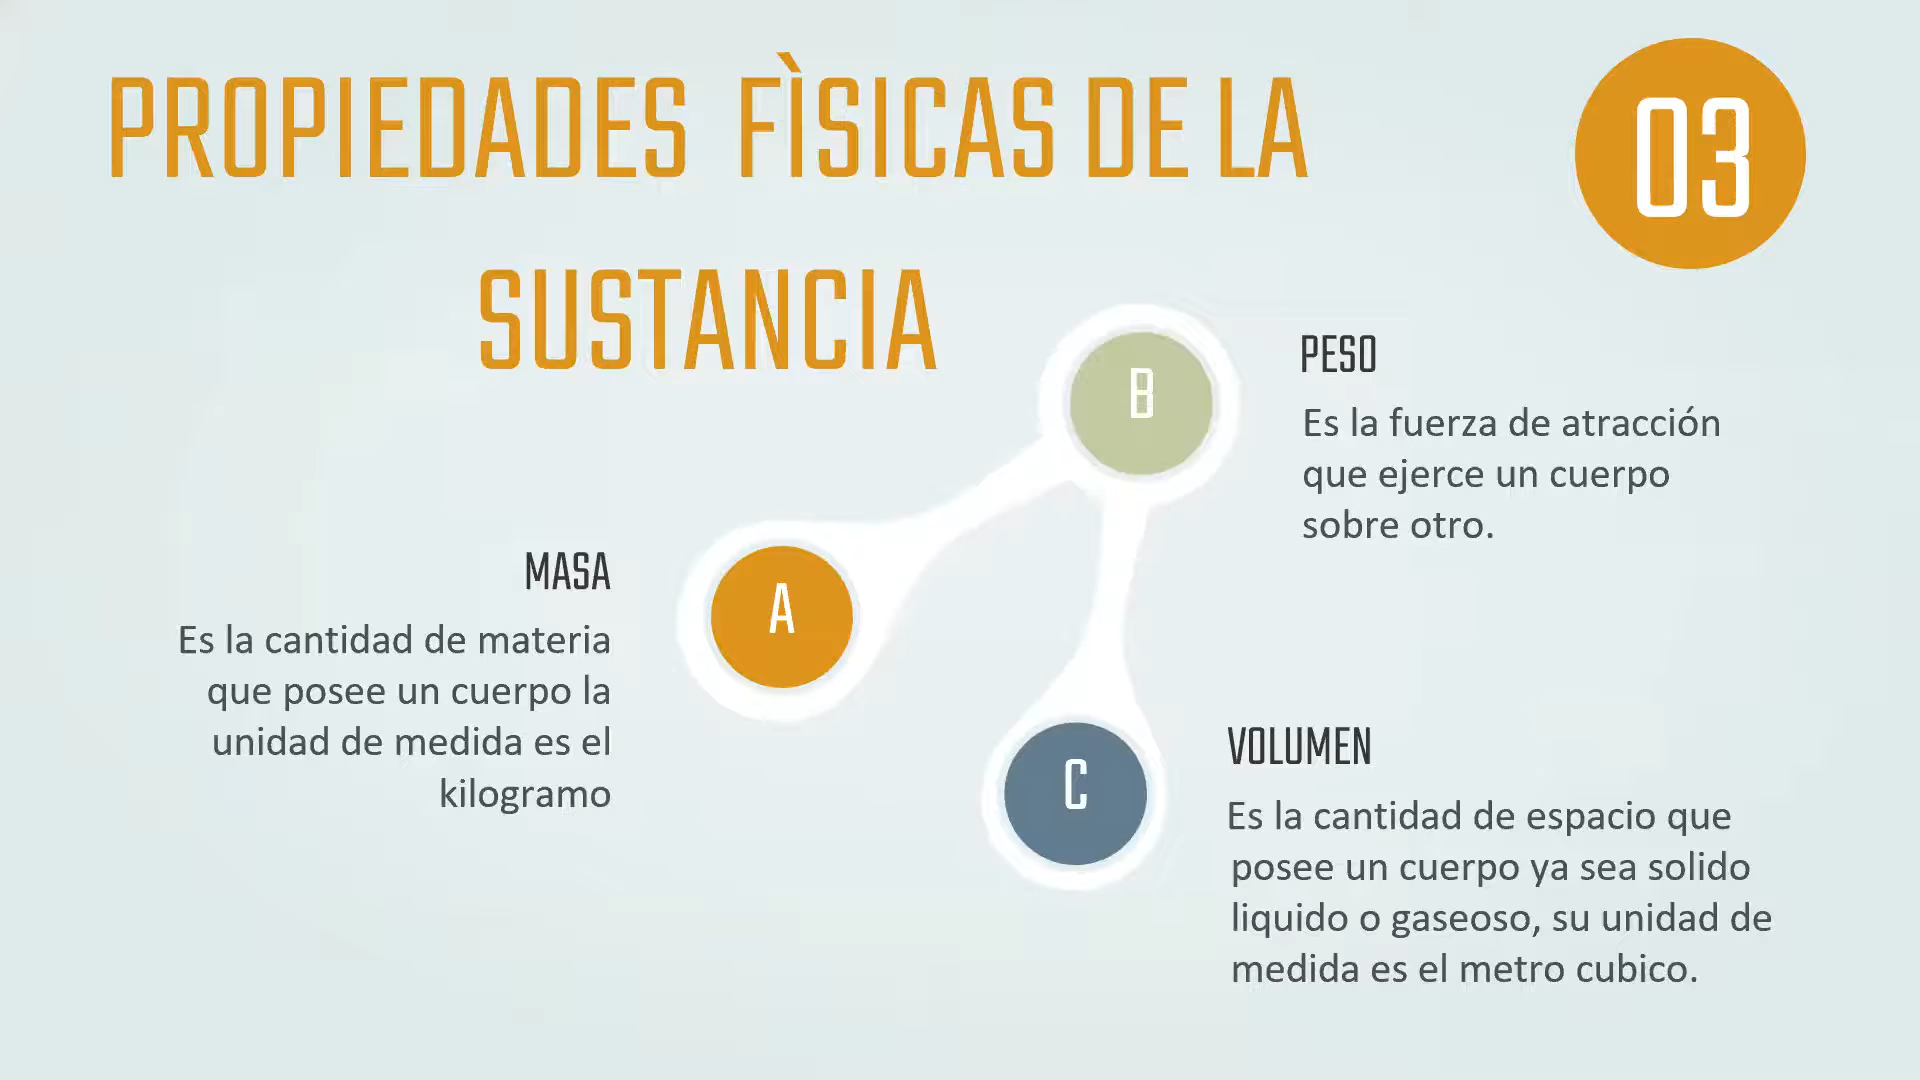 PROPIEDADES FÌSICAS DE LA
SUSTANCIA
03
B
PESO
Es la fuerza de atracción
que ejerce un cuerpo
sobre otro.
A
MASA
Es la cantidad de materia
que posee un cuerpo la
unidad de medida es el
kilogramo
C
VOLUMEN
Es la cantidad de espacio que
posee un cuerpo ya sea solido
liquido o gaseoso, su unidad de
medida es el metro cubico.